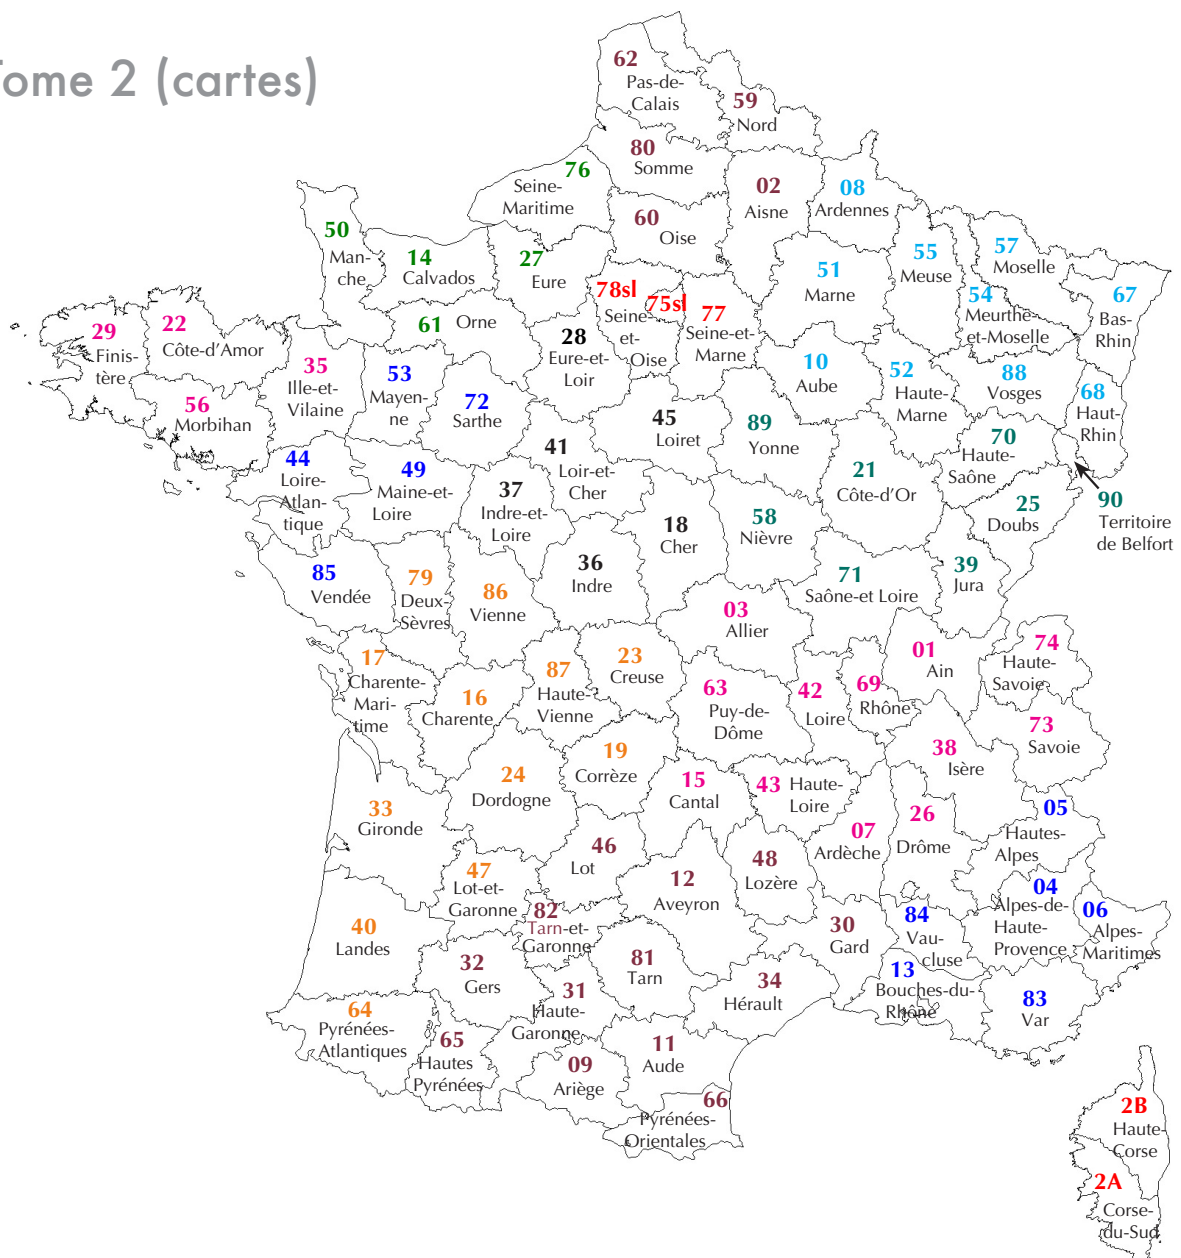 Tome 2 (cartes)
62
Pas-de-
Calais
59
Nord
80
Somme
76
Seine-
Maritime
02
Aisne
08
Ardennes
60
Oise
50
Man-
che
14
Calvados
27
Eure
78sl
Seine-
et-
Oise
75sl
77
Seine-et-
Marne
51
Marne
55
Meuse
57
Moselle
54
Meurthe-
et-Moselle
67
Bas-
Rhin
61
Orne
28
Eure-et-
Loir
29
Finis-
tère
22
Côte-d'Amor
35
Ille-et-
Vilaine
56
Morbihan
53
Mayen-
ne
72
Sarthe
10
Aube
52
Haute-
Marne
88
Vosges
68
Haut-
Rhin
45
Loiret
89
Yonne
70
Haute-
Saône
41
Loir-et-
Cher
44
Loire-
Atlan-
tique
49
Maine-et-
Loire
37
Indre-et-
Loire
21
Côte-d'Or
25
Doubs
90
Territoire
de Belfort
18
Cher
58
Nièvre
85
Vendée
79
Deux-
Sèvres
86
Vienne
36
Indre
71
Saône-et Loire
39
Jura
03
Allier
17
Charente-
Mari-
time
16
Charente
87
Haute-
Vienne
23
Creuse
63
Puy-de-
Dôme
42
Loire
69
Rhône
01
Ain
74
Haute-
Savoie
73
Savoie
38
Isère
19
Corrèze
24
Dordogne
15
Cantal
43
Haute-
Loire
33
Gironde
07
Ardèche
26
Drôme
05
Hautes-
Alpes
46
Lot
48
Lozère
12
Aveyron
47
Lot-et-
Garonne
82
Tarn-et-
Garonne
40
Landes
30
Gard
84
Vau-
cluse
04
Alpes-de-
Haute-
Provence
06
Alpes-
Maritimes
32
Gers
31
Haute-
Garonne
81
Tarn
34
Hérault
13
Bouches-du-
Rhône
83
Var
64
Pyrénées-
Atlantiques
65
Hautes
Pyrénées
09
Ariège
11
Aude
66
Pyrénées-
Orientales
2B
Haute-
Corse
2A
Corse-
du-Sud